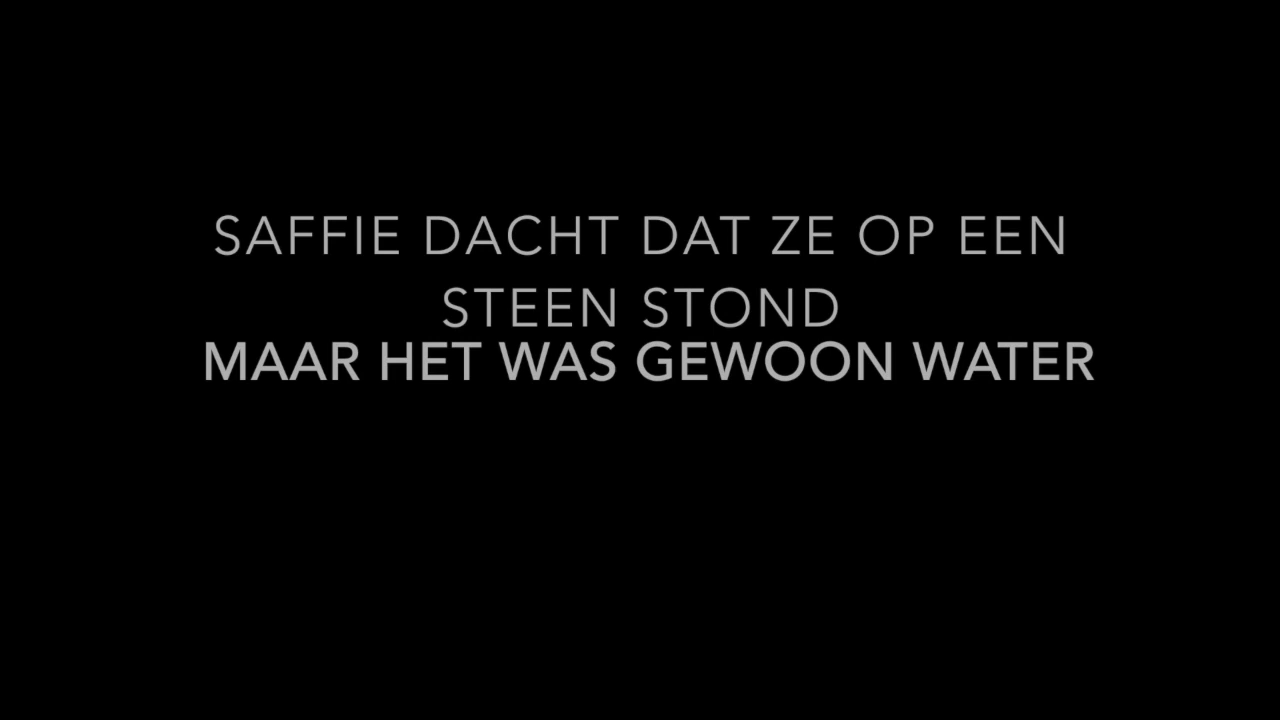 SAFFIE DACHT DAT ZE OP EEN
STEEN STOND
MAAR HET WAS GEWOON WATER